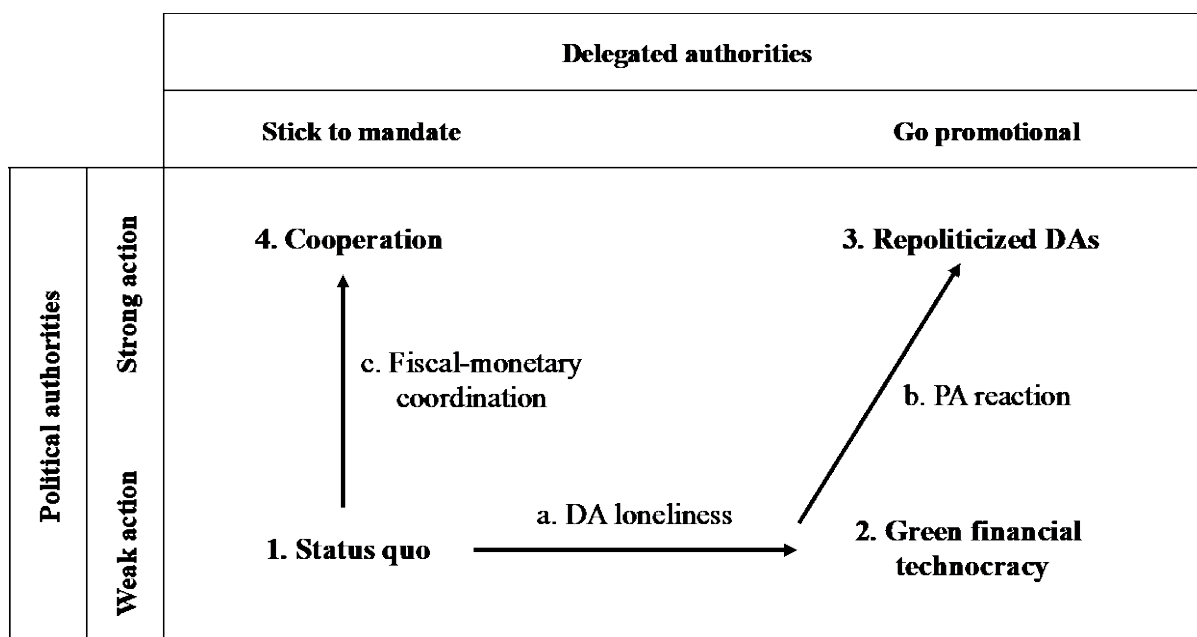 Delegated authorities
Stick to mandate
Go promotional
Political authorities
Strong action
Weak action
4. Cooperation
3. Repoliticized DAs
c. Fiscal-monetary
coordination
b. PA reaction
a. DA loneliness
1. Status quo
2. Green financial
technocracy